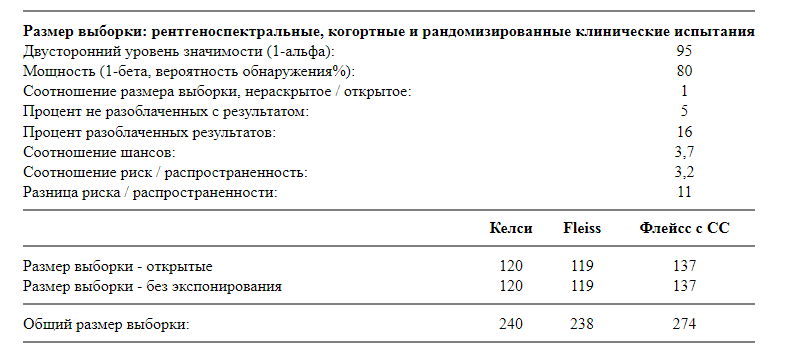 Размер выборки: рентгеноспектральные, когортные и рандомизированные клинические испытания
Двусторонний уровень значимости (1-альфа): 95
Мощность (1-бета, вероятность обнаружения%): 80
Соотношение размера выборки, нераскрытое / открытое: 1
Процент не разоблаченных с результатом: 5
Процент разоблаченных результатов: 16
Соотношение шансов: 3,7
Соотношение риск / распространенность: 3,2
Разница риска / распространенности: 11
Келси Fleiss Флейсс с СС
Размер выборки - открытые 120 119 137
Размер выборки - без экспонирования 120 119 137
Общий размер выборки: 240 238 274